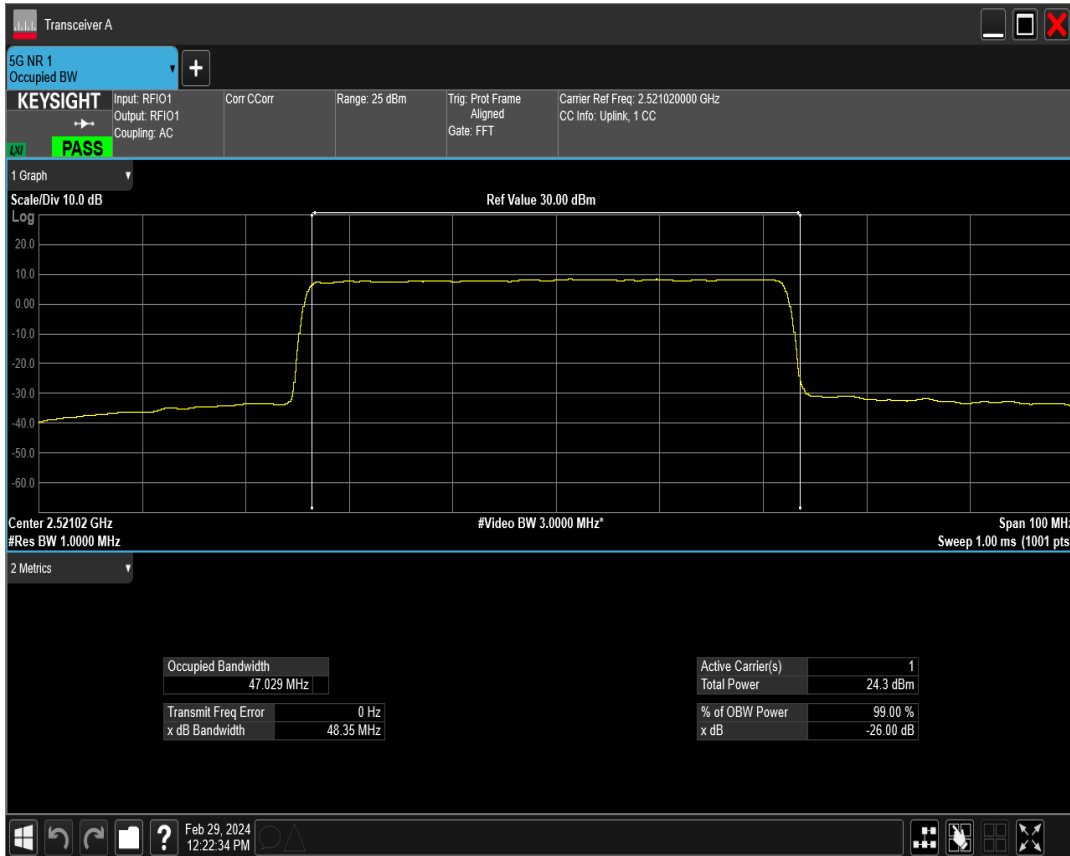 Transceiver A
5G NR 1
Occupied BW
KEYSIGHT
LXI
PASS
Input: RFIO1
Output: RFIO1
Coupling: AC
Corr CCorr
Range: 25 dBm
Trig: Prot Frame
Aligned
Gate: FFT
Carrier Ref Freq: 2.521020000 GHz
CC Info: Uplink, 1 CC
1 Graph
Scale/Div 10.0 dB
Ref Value 30.00 dBm
Log
20.0
10.0
0.00
-10.0
-20.0
-30.0
-40.0
-50.0
-60.0
Center 2.52102 GHz
#Video BW 3.0000 MHz*
Span 100 MHz
#Res BW 1.0000 MHz
Sweep 1.00 ms (1001 pts
2 Metrics
Occupied Bandwidth
47.029 MHz
Transmit Freq Error 0 Hz
x dB Bandwidth 48.35 MHz
Active Carrier(s) 1
Total Power 24.3 dBm
% of OBW Power 99.00 %
x dB -26.00 dB
?
Feb 29, 2024
12:22:34 PM